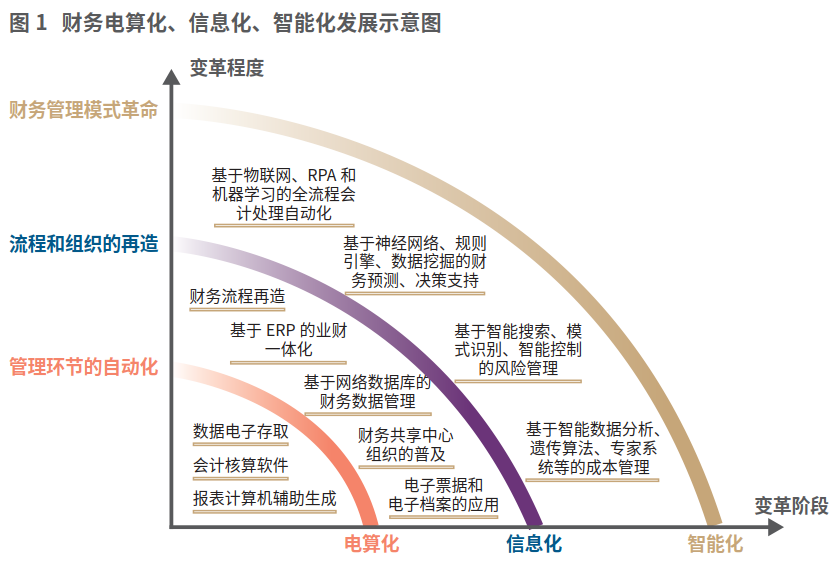 图 1 财务电算化、信息化、智能化发展示意图
变革程度
财务管理模式革命
基于物联网、RPA 和
机器学习的全流程会
计处理自动化
流程和组织的再造
基于神经网络、规则
引擎、数据挖掘的财
务预测、决策支持
财务流程再造
基于 ERP 的业财
一体化
基于智能搜索、模
式识别、智能控制
的风险管理
管理环节的自动化
基于网络数据库的
财务数据管理
数据电子存取
财务共享中心
组织的普及
基于智能数据分析、
遗传算法、专家系
统等的成本管理
会计核算软件
电子票据和
电子档案的应用
报表计算机辅助生成
变革阶段
电算化
信息化
智能化